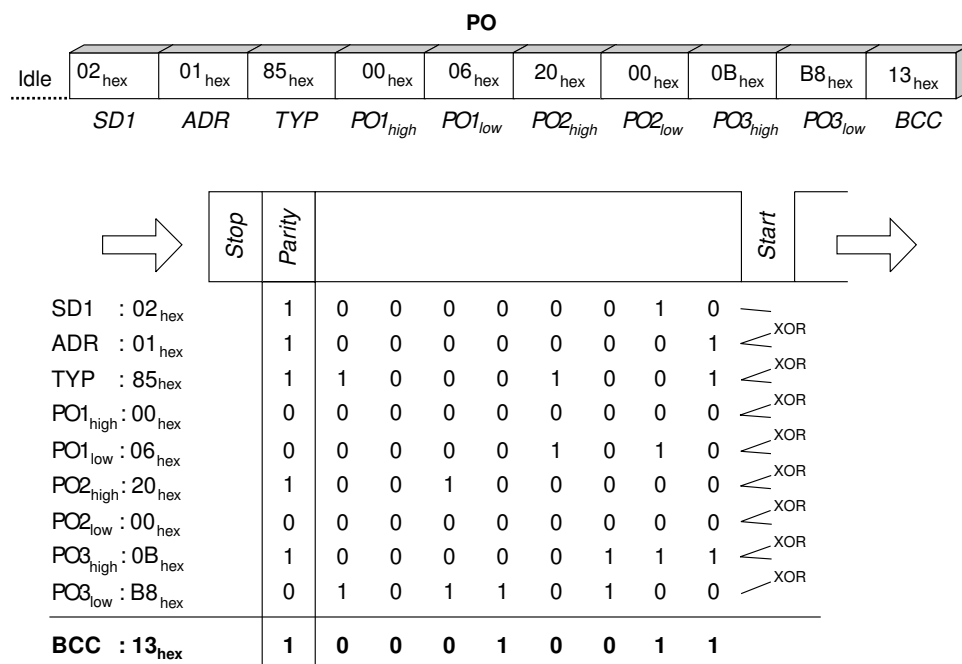 PO
Idle 02hex 01hex 85hex 00hex 06hex 20hex 00hex 0Bhex B8hex 13hex
SD1 ADR TYP PO1high PO1low PO2high PO2low PO3high PO3low BCC
Stop Parity Start
SD1 : 02hex 1 0 0 0 0 0 0 1 0
XOR
ADR : 01hex 1 0 0 0 0 0 0 0 1
XOR
TYP : 85hex 1 1 0 0 0 1 0 0 1
XOR
PO1high : 00hex 0 0 0 0 0 0 0 0 0
XOR
PO1low : 06hex 0 0 0 0 0 1 0 1 0
XOR
PO2high : 20hex 1 0 0 1 0 0 0 0 0
XOR
PO2low : 00hex 0 0 0 0 0 0 0 0 0
XOR
PO3high : 0Bhex 1 0 0 0 0 0 1 1 1
XOR
PO3low : B8hex 0 1 0 1 1 0 1 0 0
BCC : 13hex 1 0 0 0 1 0 0 1 1